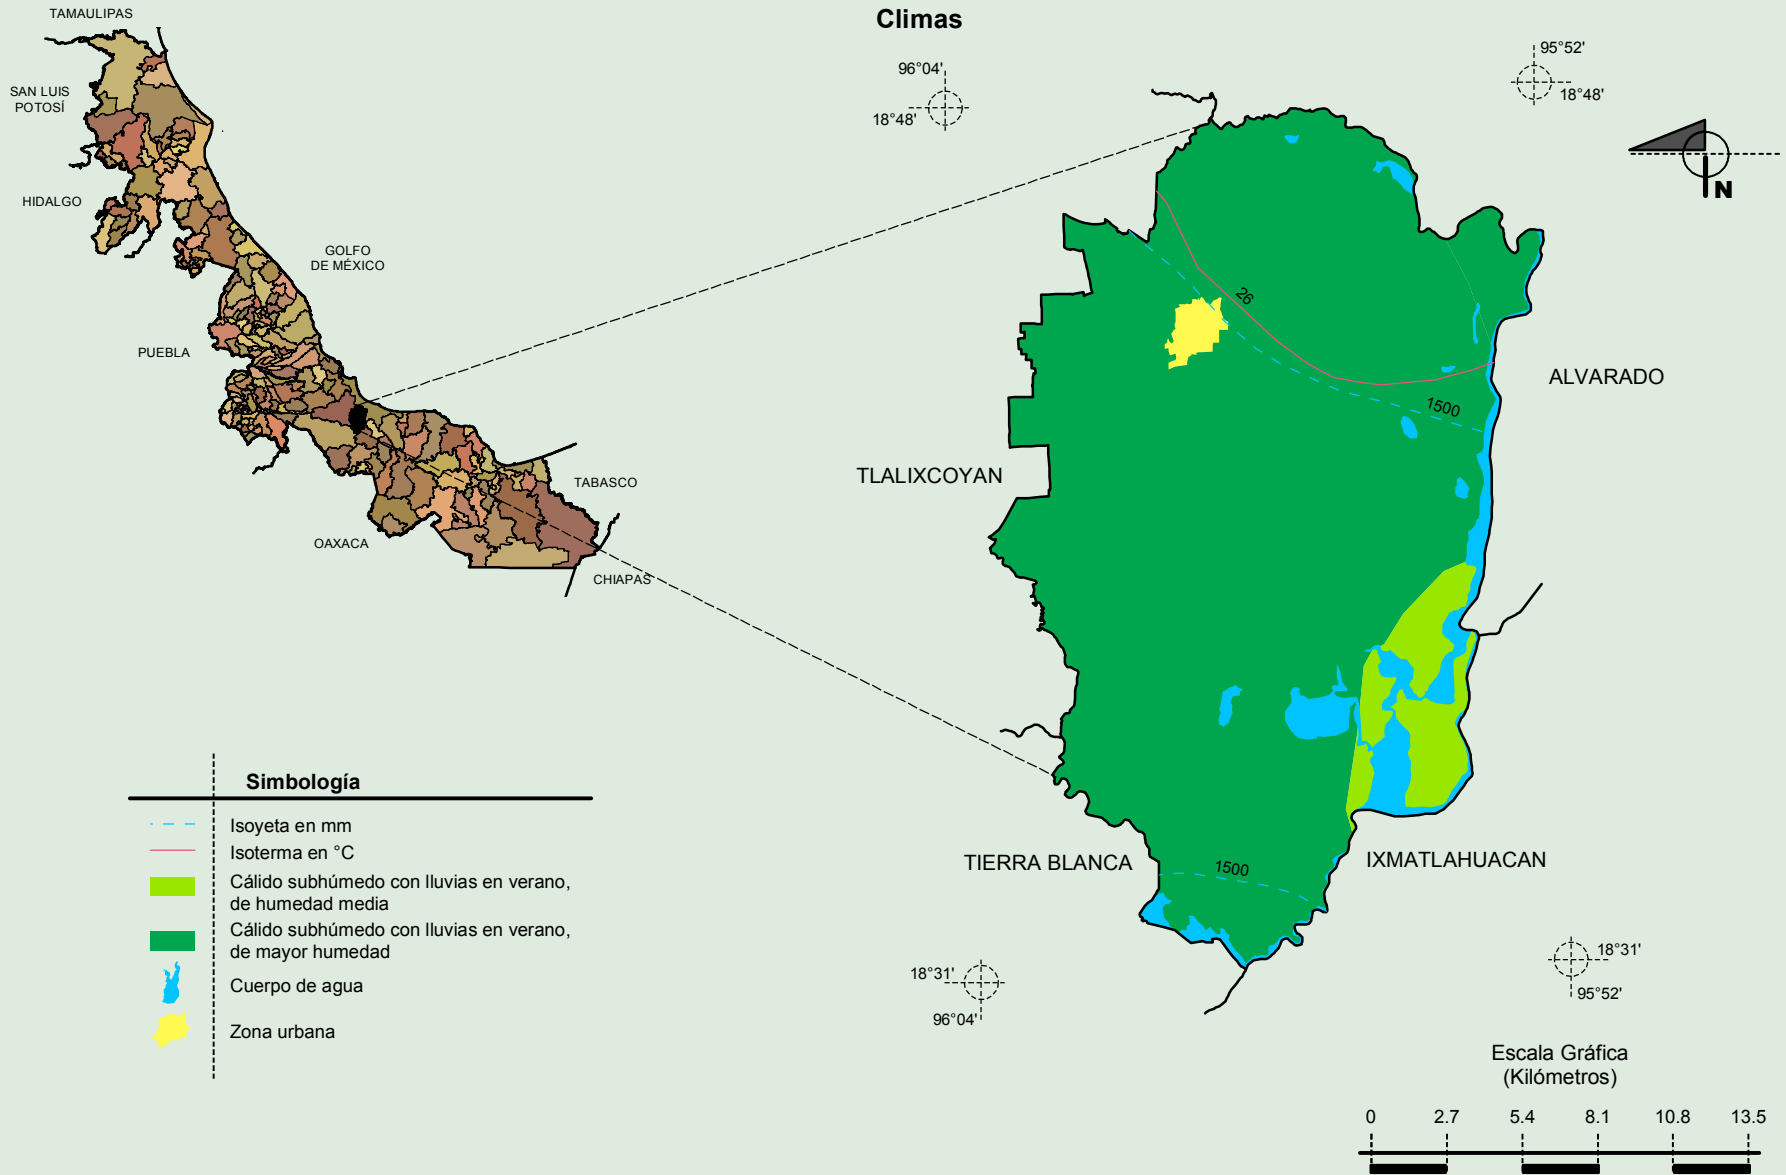 Climas
TAMAULIPAS
SAN LUIS
POTOSÍ
HIDALGO
GOLFO
DE MÉXICO
PUEBLA
TABASCO
OAXACA
CHIAPAS
96°04'
18°48'
95°52'
18°48'
N
26
1500
ALVARADO
TLALIXCOYAN
TIERRA BLANCA
1500
IXMATLAHUACAN
18°31'
96°04'
18°31'
95°52'
Simbología
Isoyeta en mm
Isoterma en °C
Cálido subhúmedo con lluvias en verano,
de humedad media
Cálido subhúmedo con lluvias en verano,
de mayor humedad
Cuerpo de agua
Zona urbana
Escala Gráfica
(Kilómetros)
0 2.7 5.4 8.1 10.8 13.5